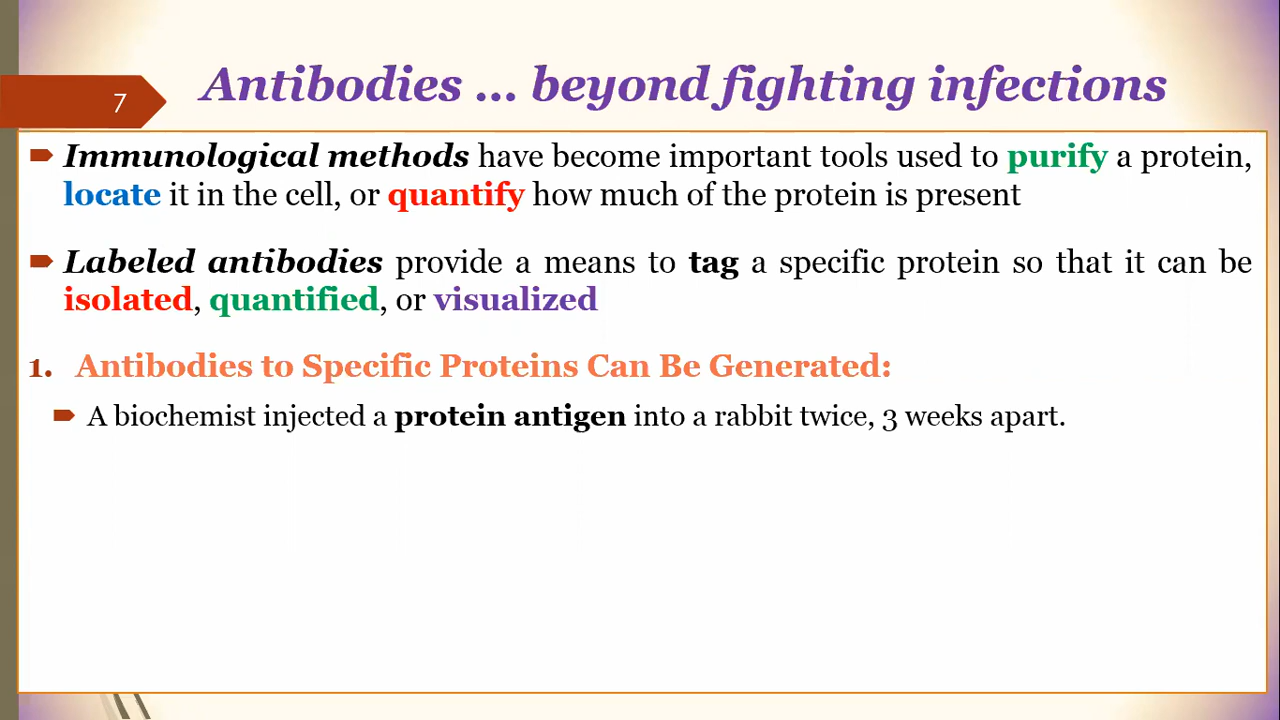 7
Antibodies ... beyond fighting infections
Immunological methods have become important tools used to purify a protein,
locate it in the cell, or quantify how much of the protein is present
Labeled antibodies provide a means to tag a specific protein so that it can be
isolated, quantified, or visualized
1. Antibodies to Specific Proteins Can Be Generated:
A biochemist injected a protein antigen into a rabbit twice, 3 weeks apart.